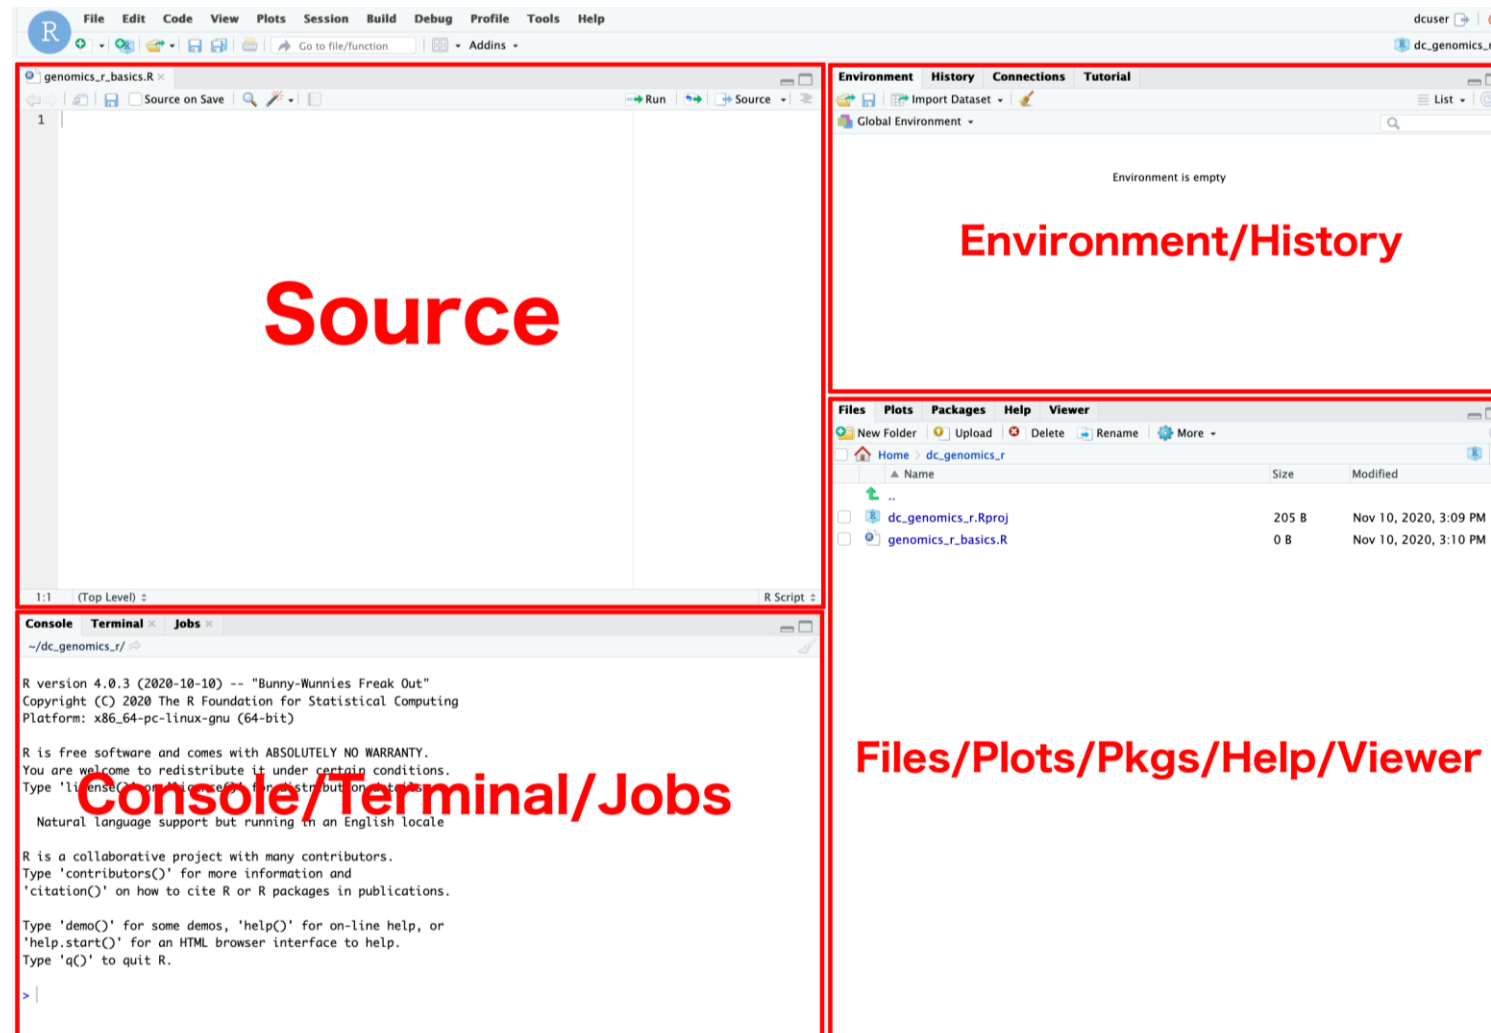 R
File Edit Code View Plots Session Build Debug Profile Tools Help
dcuser
Go to file/function
Addins
dc_genomics_r
genomics_r_basics.R
Source on Save
Run
Source
1
Source
1:1 (Top Level)
R Script
Environment History Connections Tutorial
Import Dataset
List
Global Environment
Environment is empty
Environment/History
Console Terminal Jobs
~/dc_genomics_r/
R version 4.0.3 (2020-10-10) -- "Bunny-Wunnies Freak Out"
Copyright (C) 2020 The R Foundation for Statistical Computing
Platform: x86_64-pc-linux-gnu (64-bit)
R is free software and comes with ABSOLUTELY NO WARRANTY.
You are welcome to redistribute it under certain conditions.
Type 'license()' or 'licence()' for distribution details.
Console/Terminal/Jobs
Natural language support but running in an English locale
R is a collaborative project with many contributors.
Type 'contributors()' for more information and
'citation()' on how to cite R or R packages in publications.
Type 'demo()' for some demos, 'help()' for on-line help, or
'help.start()' for an HTML browser interface to help.
Type 'q()' to quit R.
>
Files Plots Packages Help Viewer
New Folder Upload Delete Rename More
Home dc_genomics_r
Name Size Modified
..
dc_genomics_r.Rproj 205 B Nov 10, 2020, 3:09 PM
genomics_r_basics.R 0 B Nov 10, 2020, 3:10 PM
Files/Plots/Pkgs/Help/Viewer